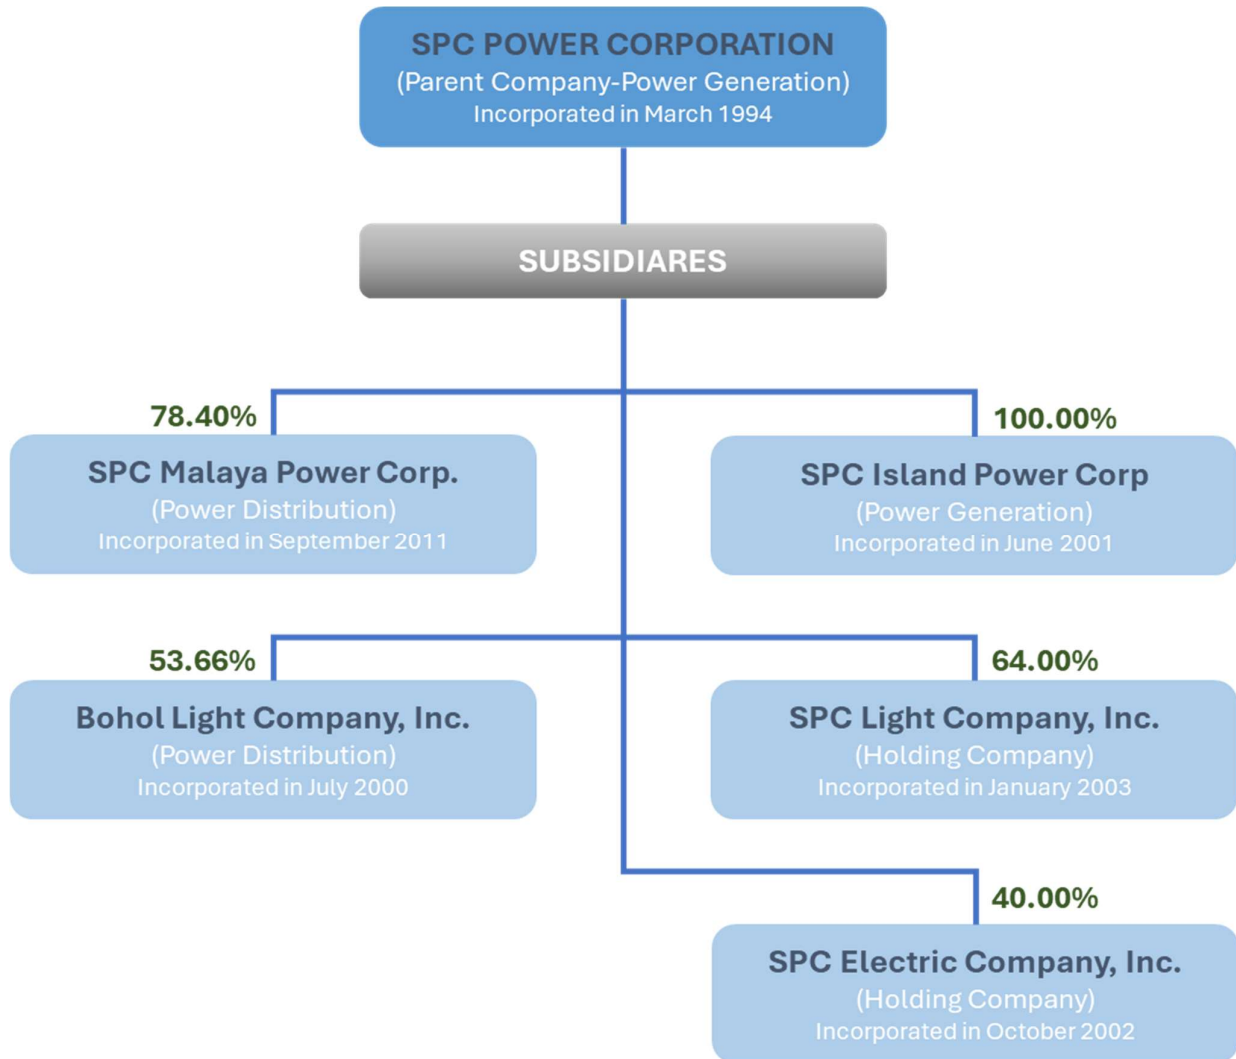 SPC POWER CORPORATION
(Parent Company-Power Generation)
Incorporated in March 1994
SUBSIDIARES
78.40%
SPC Malaya Power Corp.
(Power Distribution)
Incorporated in September 2011
100.00%
SPC Island Power Corp
(Power Generation)
Incorporated in June 2001
53.66%
Bohol Light Company, Inc.
(Power Distribution)
Incorporated in July 2000
64.00%
SPC Light Company, Inc.
(Holding Company)
Incorporated in January 2003
40.00%
SPC Electric Company, Inc.
(Holding Company)
Incorporated in October 2002